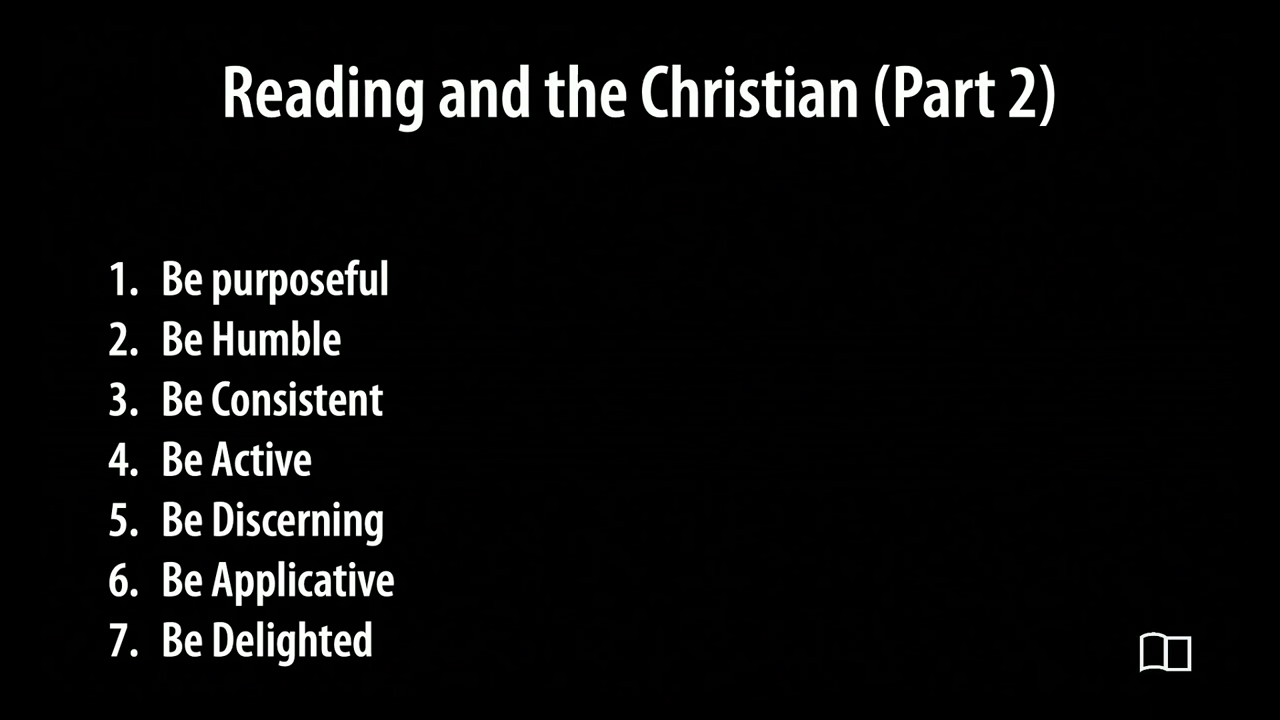 Reading and the Christian (Part 2)
1. Be purposeful
2. Be Humble
3. Be Consistent
4. Be Active
5. Be Discerning
6. Be Applicative
7. Be Delighted